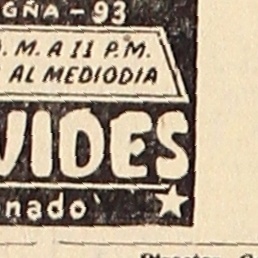 GÑA - 93
. M. A 11 P.M.
AL MEDIODIA
VIDES
nado